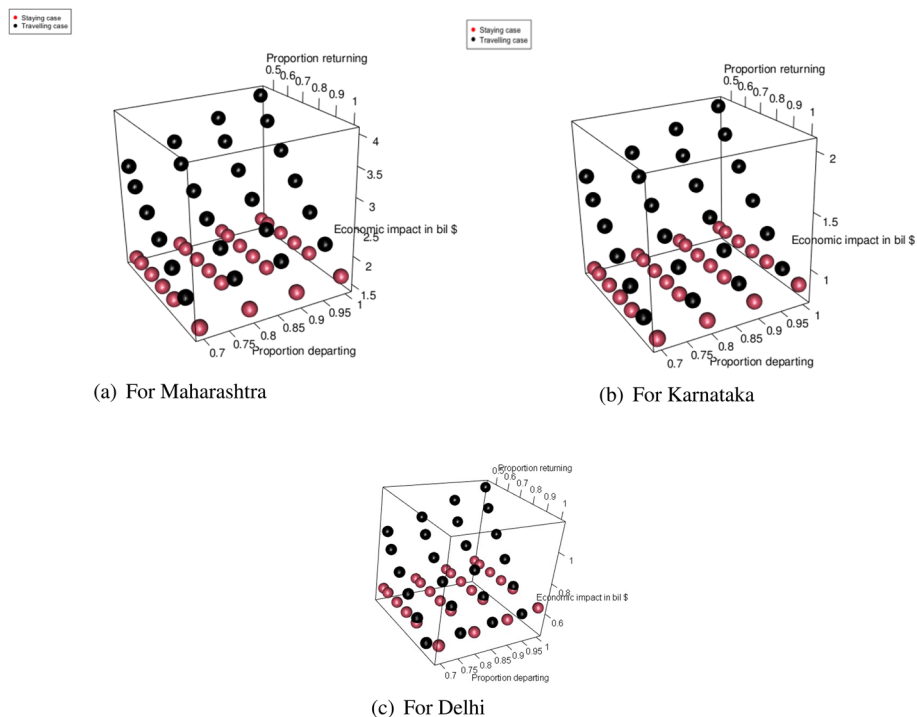 Staying case
Travelling case
Proportion returning
0.5 0.6 0.7 0.8 0.9 1
4
3.5
3
Economic impact in bil $
2.5
2
1.5
0.7 0.75 0.8 0.85 0.9 0.95 1
Proportion departing
(a) For Maharashtra
Staying case
Travelling case
Proportion returning
0.5 0.6 0.7 0.8 0.9 1
2
1.5
Economic impact in bil $
1
0.7 0.75 0.8 0.85 0.9 0.95 1
Proportion departing
(b) For Karnataka
Proportion returning
0.5 0.6 0.7 0.8 0.9 1
1
0.8
Economic impact in bil $
0.6
0.7 0.75 0.8 0.85 0.9 0.95 1
Proportion departing
(c) For Delhi